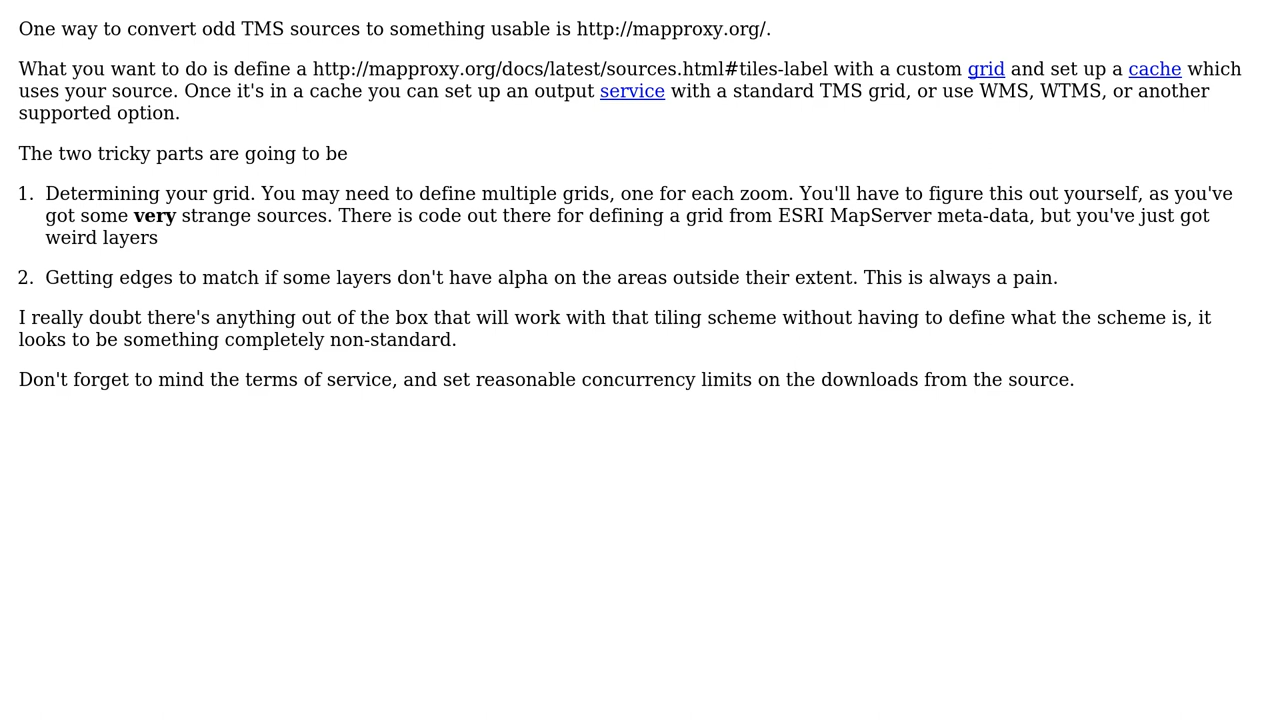 One way to convert odd TMS sources to something usable is http://mapproxy.org/.
What you want to do is define a http://mapproxy.org/docs/latest/sources.html#tiles-label with a custom grid and set up a cache which
uses your source. Once it's in a cache you can set up an output service with a standard TMS grid, or use WMS, WTMS, or another
supported option.
The two tricky parts are going to be
1. Determining your grid. You may need to define multiple grids, one for each zoom. You'll have to figure this out yourself, as you've
got some very strange sources. There is code out there for defining a grid from ESRI MapServer meta-data, but you've just got
weird layers
2. Getting edges to match if some layers don't have alpha on the areas outside their extent. This is always a pain.
I really doubt there's anything out of the box that will work with that tiling scheme without having to define what the scheme is, it
looks to be something completely non-standard.
Don't forget to mind the terms of service, and set reasonable concurrency limits on the downloads from the source.